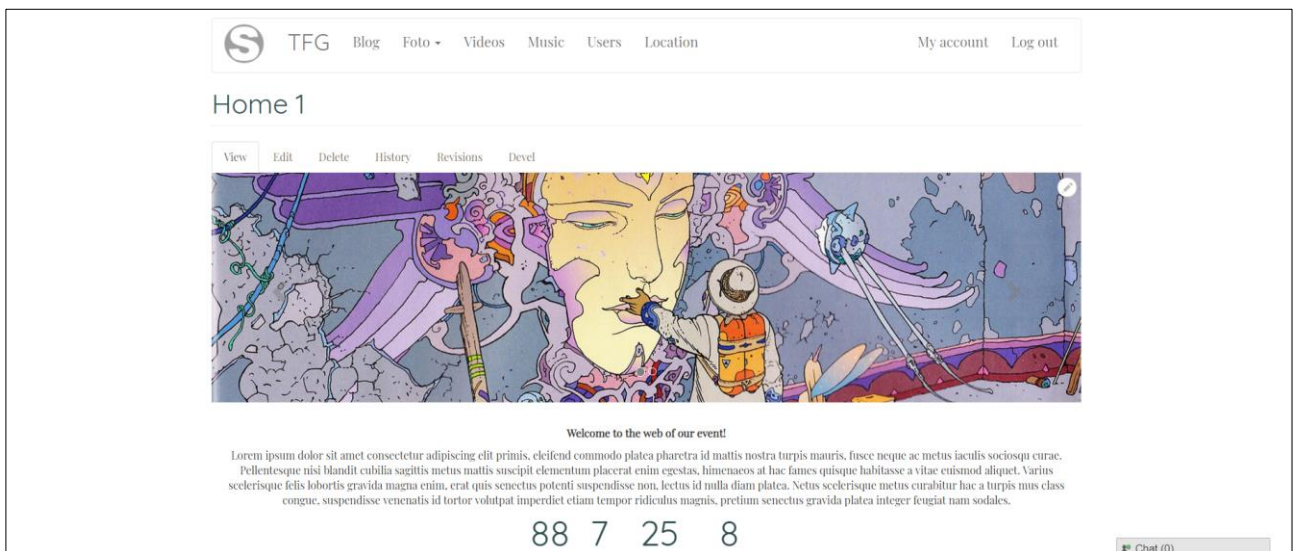 S
TFG Blog Foto Videos Music Users Location My account Log out
Home 1
View Edit Delete History Revisions Devel
Welcome to the web of our event!
Lorem ipsum dolor sit amet consectetur adipiscing elit primis, eleifend commodo platea pharetra id mattis nostra turpis mauris, fusce neque ac metus iaculis sociosqu curae.
Pellentesque nisi blandit cubilia sagittis metus mattis suscipit elementum placerat enim egestas, himenaeos at hac fames quisque habitasse a vitae euismod aliquet. Varius
scelerisque felis lobortis gravida magna enim, erat quis senectus potenti suspendisse non, lectus id nulla diam platea. Netus scelerisque metus curabitur hac a turpis mus class
congue, suspendisse venenatis id tortor volutpat imperdiet etiam tempor ridiculus magnis, pretium senectus gravida platea integer feugiat nam sodales.
88 7 25 8
Chat (0)